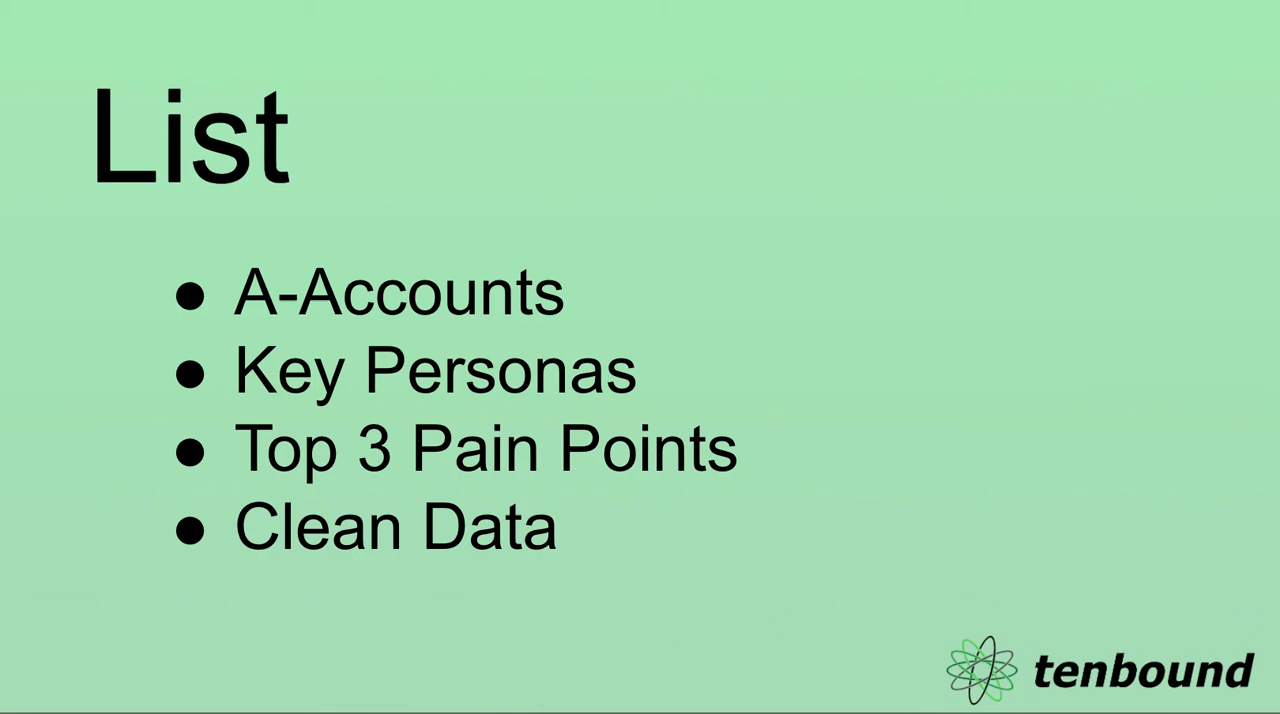 List
● A-Accounts
● Key Personas
● Top 3 Pain Points
● Clean Data
tenbound